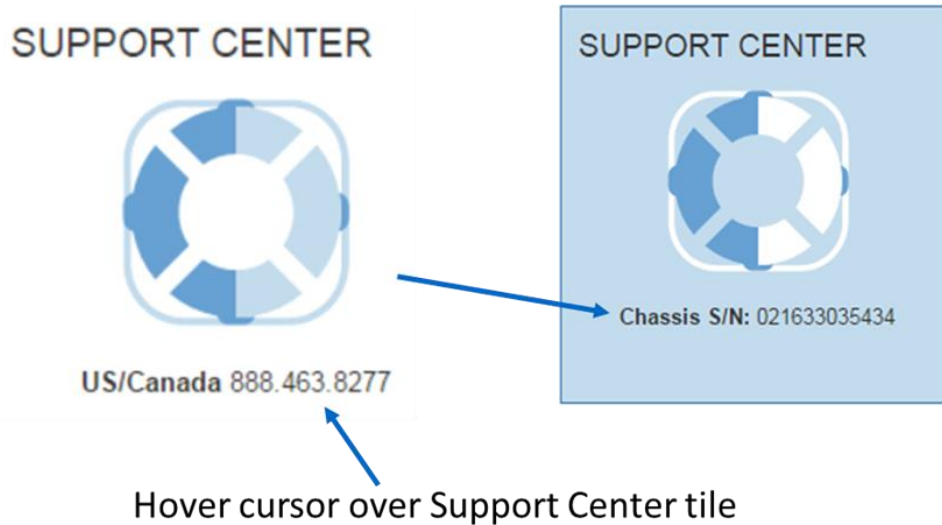 SUPPORT CENTER
US/Canada 888.463.8277
SUPPORT CENTER
Chassis S/N: 021633035434
Hover cursor over Support Center tile